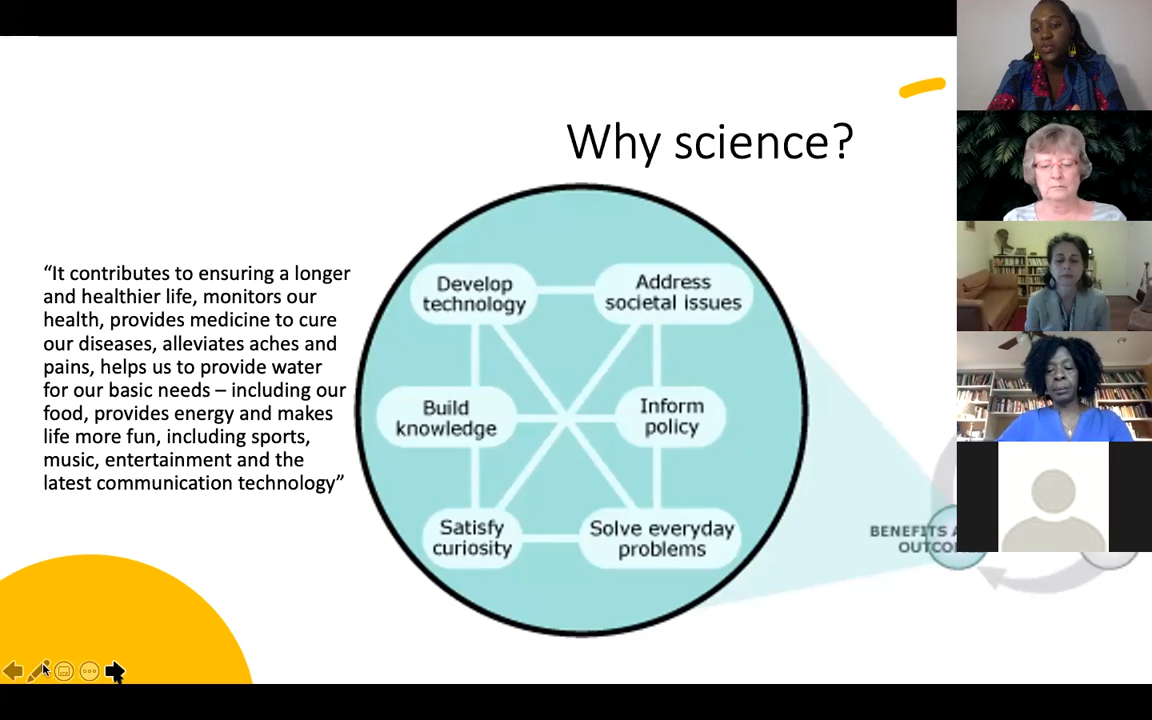 Why science?
“It contributes to ensuring a longer
and healthier life, monitors our
health, provides medicine to cure
our diseases, alleviates aches and
pains, helps us to provide water
for our basic needs – including our
food, provides energy and makes
life more fun, including sports,
music, entertainment and the
latest communication technology”
Develop
technology
Address
societal issues
Build
knowledge
Inform
policy
Satisfy
curiosity
Solve everyday
problems
BENEFITS